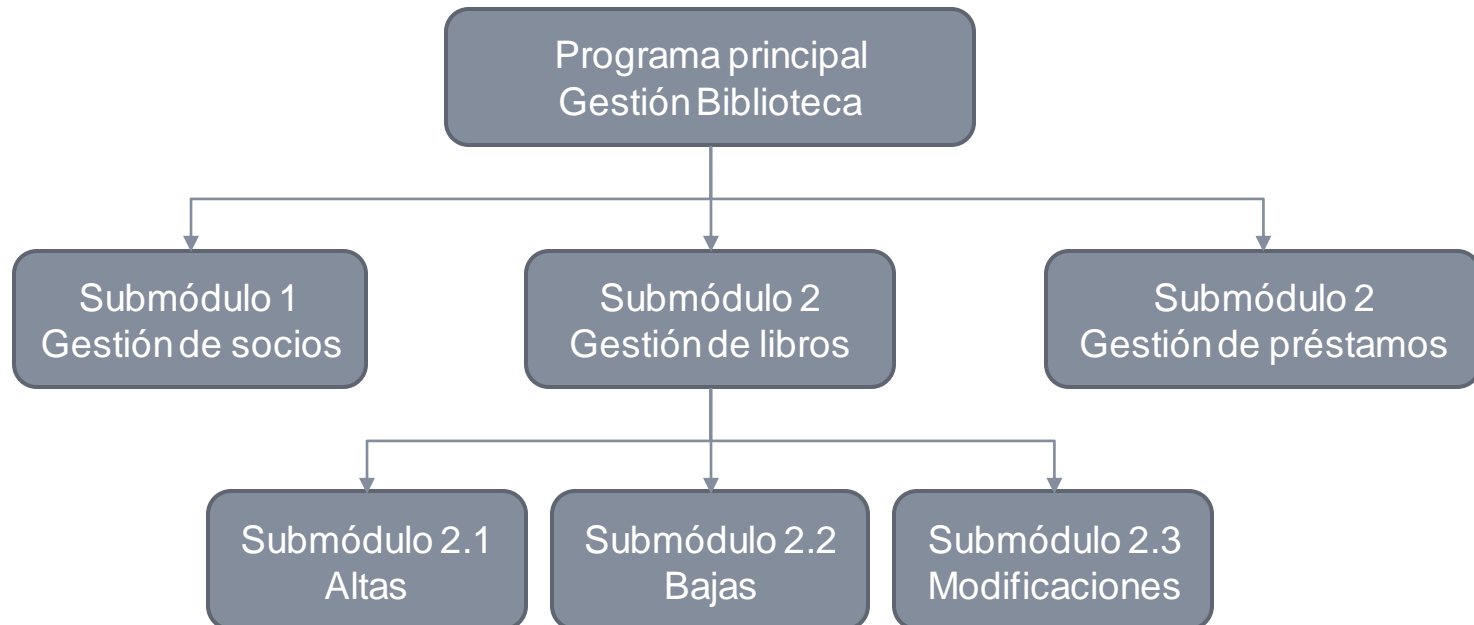 Programa principal
Gestión Biblioteca
Submódulo 1
Gestión de socios
Submódulo 2
Gestión de libros
Submódulo 2
Gestión de préstamos
Submódulo 2.1
Altas
Submódulo 2.2
Bajas
Submódulo 2.3
Modificaciones